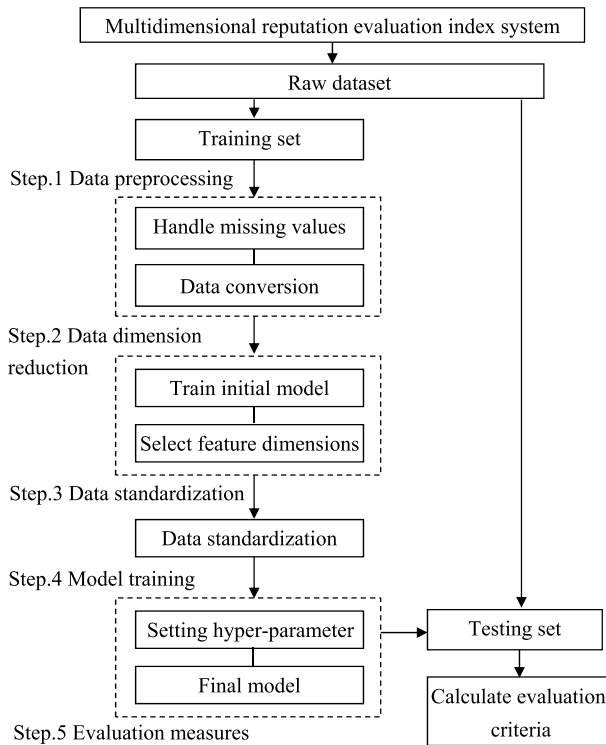 Multidimensional reputation evaluation index system
Raw dataset
Training set
Step.1 Data preprocessing
Handle missing values
Data conversion
Step.2 Data dimension
reduction
Train initial model
Select feature dimensions
Step.3 Data standardization
Data standardization
Step.4 Model training
Setting hyper-parameter
Testing set
Final model
Calculate evaluation
criteria
Step.5 Evaluation measures